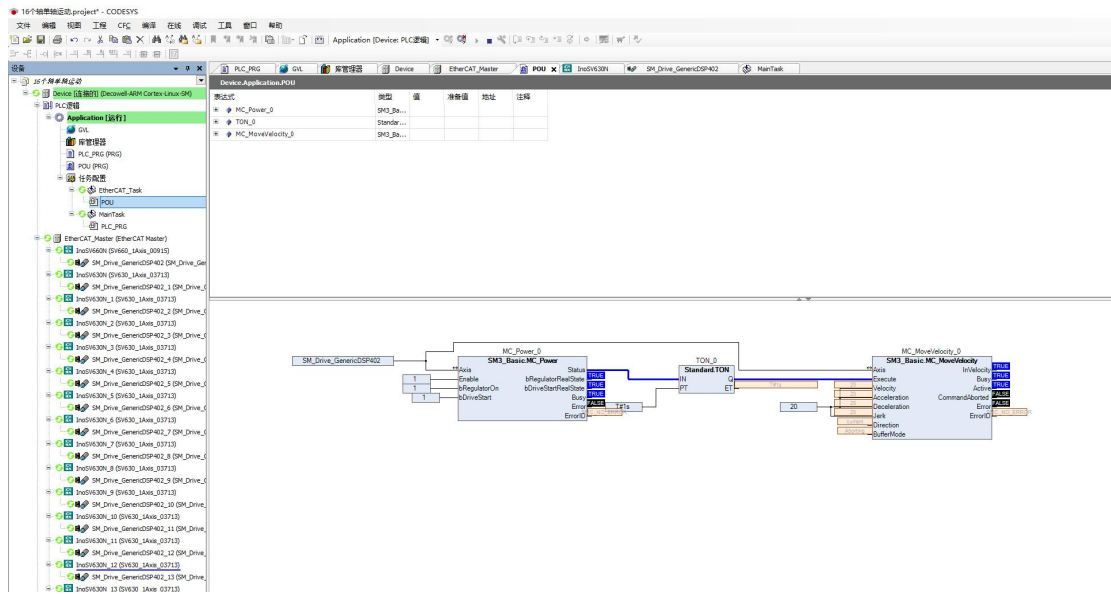 16个轴单轴运动.project* - CODESYS
文件 编辑 视图 工程 CFC 编译 在线 调试 工具 窗口 帮助
Application [Device: PLC逻辑]
设备
PLC_PRG GVL 库管理器 Device EtherCAT_Master POU InoSV630N SM_Drive_GenericDSP402 MainTask
16个轴单轴运动
Device [连接的] (Decowell-ARM Cortex-Linux-SM)
PLC逻辑
Application [运行]
GVL
库管理器
PLC_PRG (PRG)
POU (PRG)
任务配置
EtherCAT_Task
POU
MainTask
PLC_PRG
EtherCAT_Master (EtherCAT Master)
InoSV660N (SV660_1Axis_00915)
SM_Drive_GenericDSP402 (SM_Drive_Ger
InoSV630N (SV630_1Axis_03713)
SM_Drive_GenericDSP402_1 (SM_Drive_G
InoSV630N_1 (SV630_1Axis_03713)
SM_Drive_GenericDSP402_2 (SM_Drive_G
InoSV630N_2 (SV630_1Axis_03713)
SM_Drive_GenericDSP402_3 (SM_Drive_G
InoSV630N_3 (SV630_1Axis_03713)
SM_Drive_GenericDSP402_4 (SM_Drive_G
InoSV630N_4 (SV630_1Axis_03713)
SM_Drive_GenericDSP402_5 (SM_Drive_G
InoSV630N_5 (SV630_1Axis_03713)
SM_Drive_GenericDSP402_6 (SM_Drive_G
InoSV630N_6 (SV630_1Axis_03713)
SM_Drive_GenericDSP402_7 (SM_Drive_G
InoSV630N_7 (SV630_1Axis_03713)
SM_Drive_GenericDSP402_8 (SM_Drive_G
InoSV630N_8 (SV630_1Axis_03713)
SM_Drive_GenericDSP402_9 (SM_Drive_G
InoSV630N_9 (SV630_1Axis_03713)
SM_Drive_GenericDSP402_10 (SM_Drive_
InoSV630N_10 (SV630_1Axis_03713)
SM_Drive_GenericDSP402_11 (SM_Drive_
InoSV630N_11 (SV630_1Axis_03713)
SM_Drive_GenericDSP402_12 (SM_Drive_
InoSV630N_12 (SV630_1Axis_03713)
SM_Drive_GenericDSP402_13 (SM_Drive_
InoSV630N_13 (SV630_1Axis_03713)
Device.Application.POU
表达式 类型 值 准备值 地址 注释
MC_Power_0 SM3_Ba...
TON_0 Standar...
MC_MoveVelocity_0 SM3_Ba...
SM_Drive_GenericDSP402
MC_Power_0
SM3_Basic.MC_Power
Axis Status
1 Enable bRegulatorRealState TRUE
1 bRegulatorOn bDriveStartRealState TRUE
1 bDriveStart Busy TRUE
Error FALSE
ErrorID
T#1s
TON_0
Standard.TON
IN Q
PT ET T#1s
20
MC_MoveVelocity_0
SM3_Basic.MC_MoveVelocity
Axis InVelocity TRUE
Execute Busy TRUE
Velocity Active TRUE
Acceleration CommandAborted FALSE
Deceleration Error FALSE
Jerk ErrorID
Direction
BufferMode